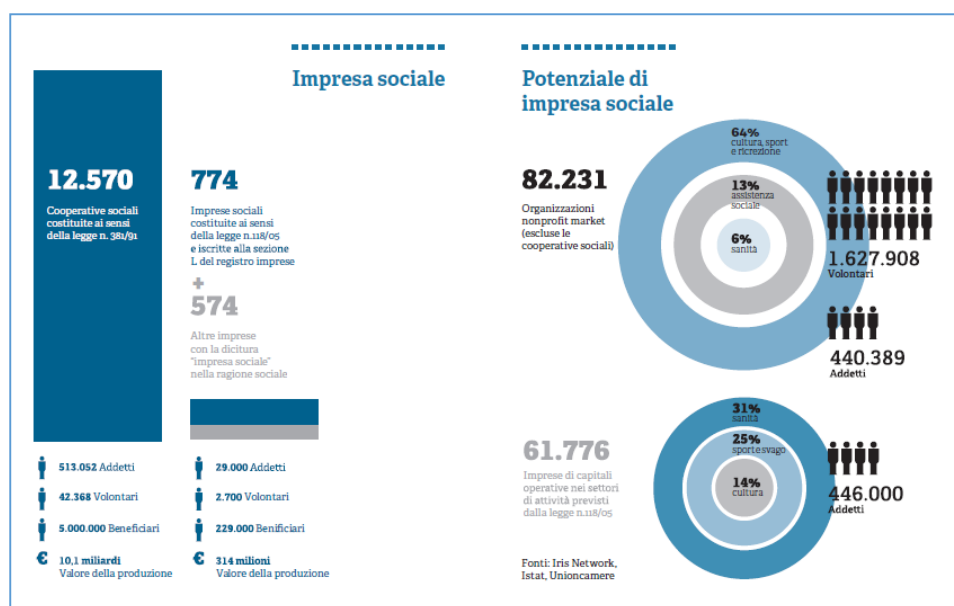 Impresa sociale
12.570
Cooperative sociali
costituite ai sensi
della legge n. 381/91
774
Imprese sociali
costituite ai sensi
della legge n.118/05
e iscritte alla sezione
L del registro imprese
+
574
Altre imprese
con la dicitura
"impresa sociale"
nella ragione sociale
513.052 Addetti
42.368 Volontari
5.000.000 Beneficiari
€ 10,1 miliardi
Valore della produzione
29.000 Addetti
2.700 Volontari
229.000 Benificiari
€ 314 milioni
Valore della produzione
Potenziale di
impresa sociale
82.231
Organizzazioni
nonprofit market
(escluse le
cooperative sociali)
64%
cultura, sport
e ricrezione
13%
assistenza
sociale
6%
sanità
1.627.908
Volontari
440.389
Addetti
61.776
Imprese di capitali
operative nei settori
di attività previsti
dalla legge n.118/05
31%
sanità
25%
sport e svago
14%
cultura
446.000
Addetti
Fonti: Iris Network,
Istat, Unioncamere